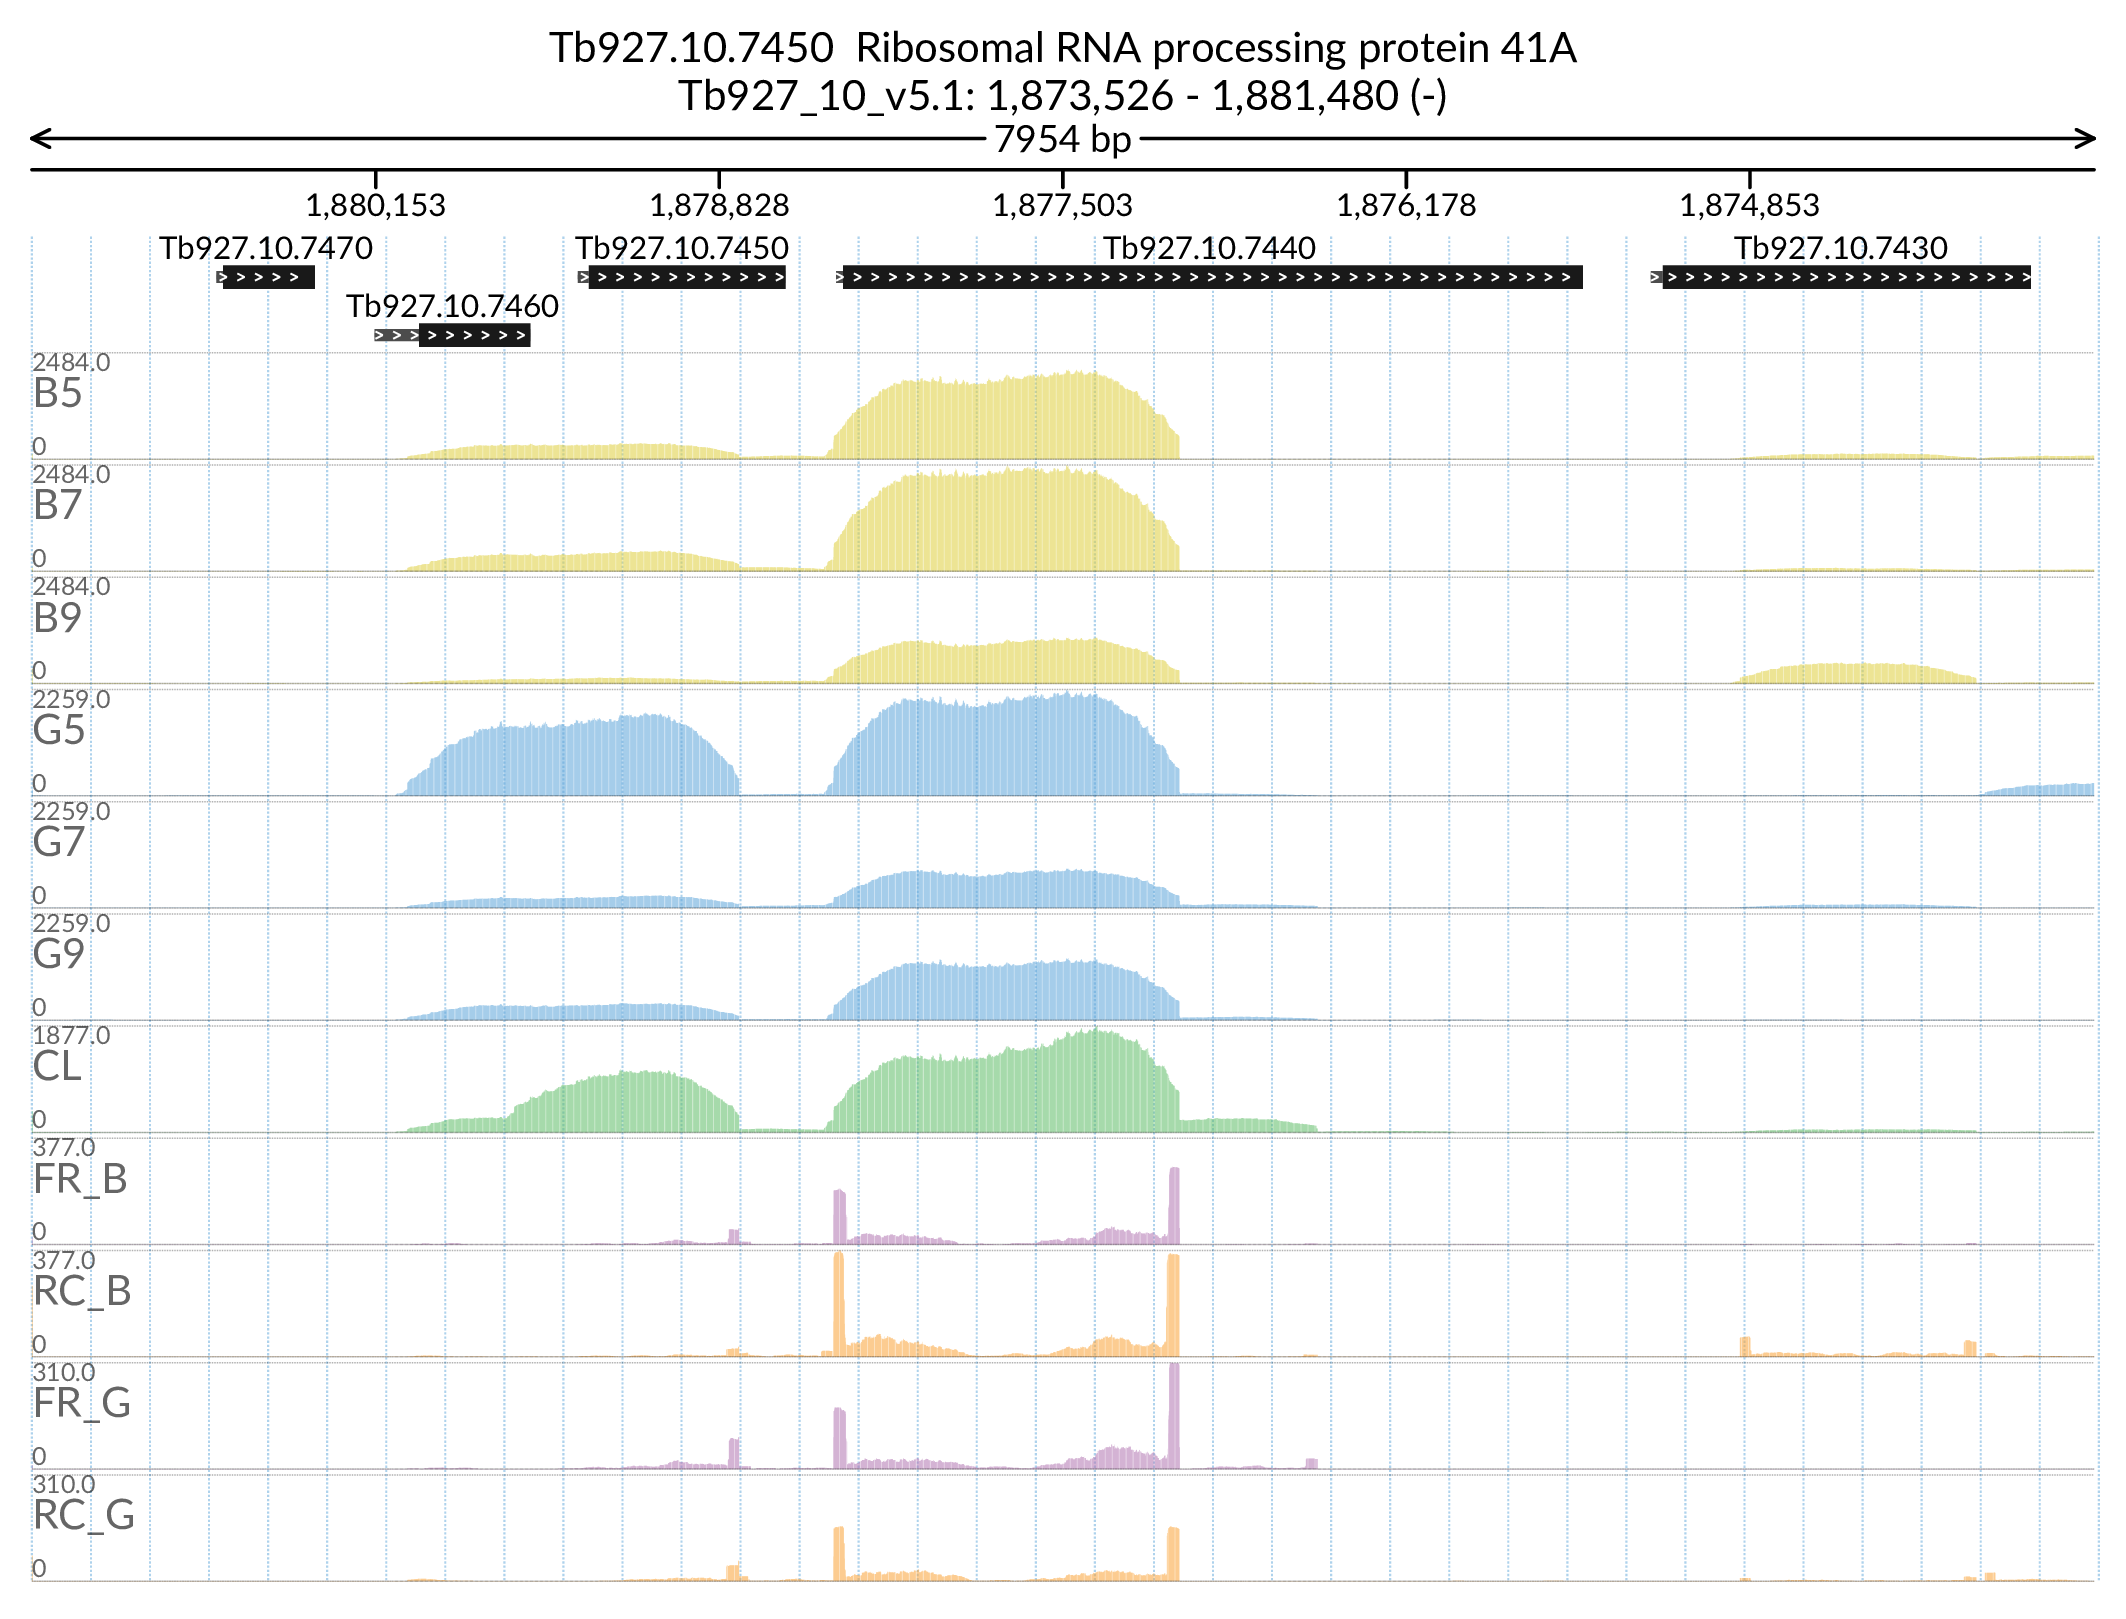 Tb927.10.7450  Ribosomal RNA processing protein 41A
Tb927_10_v5.1: 1,873,526 - 1,881,480 (-)
7954 bp
1,880,153 1,878,828 1,877,503 1,876,178 1,874,853
Tb927.10.7470 Tb927.10.7450 Tb927.10.7440 Tb927.10.7430
Tb927.10.7460
2484.0
B5
0
2484.0
B7
0
2484.0
B9
0
2259.0
G5
0
2259.0
G7
0
2259.0
G9
0
1877.0
CL
0
377.0
FR_B
0
377.0
RC_B
0
310.0
FR_G
0
310.0
RC_G
0